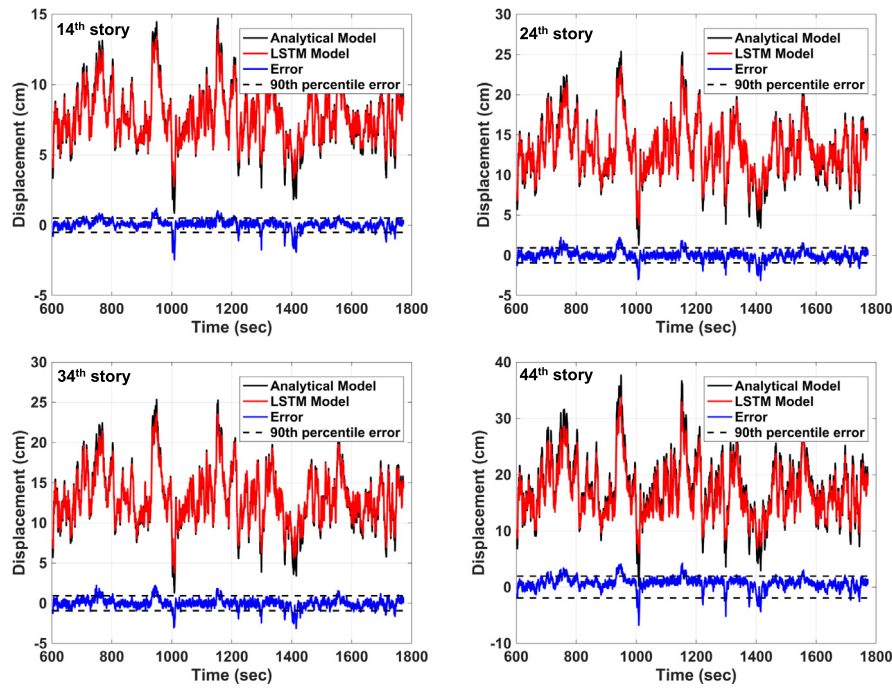 14th story
Analytical Model
LSTM Model
Error
90th percentile error
15
10
5
0
-5
Displacement (cm)
600 800 1000 1200 1400 1600 1800
Time (sec)
24th story
Analytical Model
LSTM Model
Error
90th percentile error
30
25
20
15
10
5
0
-5
Displacement (cm)
600 800 1000 1200 1400 1600 1800
Time (sec)
34th story
Analytical Model
LSTM Model
Error
90th percentile error
30
25
20
15
10
5
0
-5
Displacement (cm)
600 800 1000 1200 1400 1600 1800
Time (sec)
44th story
Analytical Model
LSTM Model
Error
90th percentile error
40
30
20
10
0
-10
Displacement (cm)
600 800 1000 1200 1400 1600 1800
Time (sec)